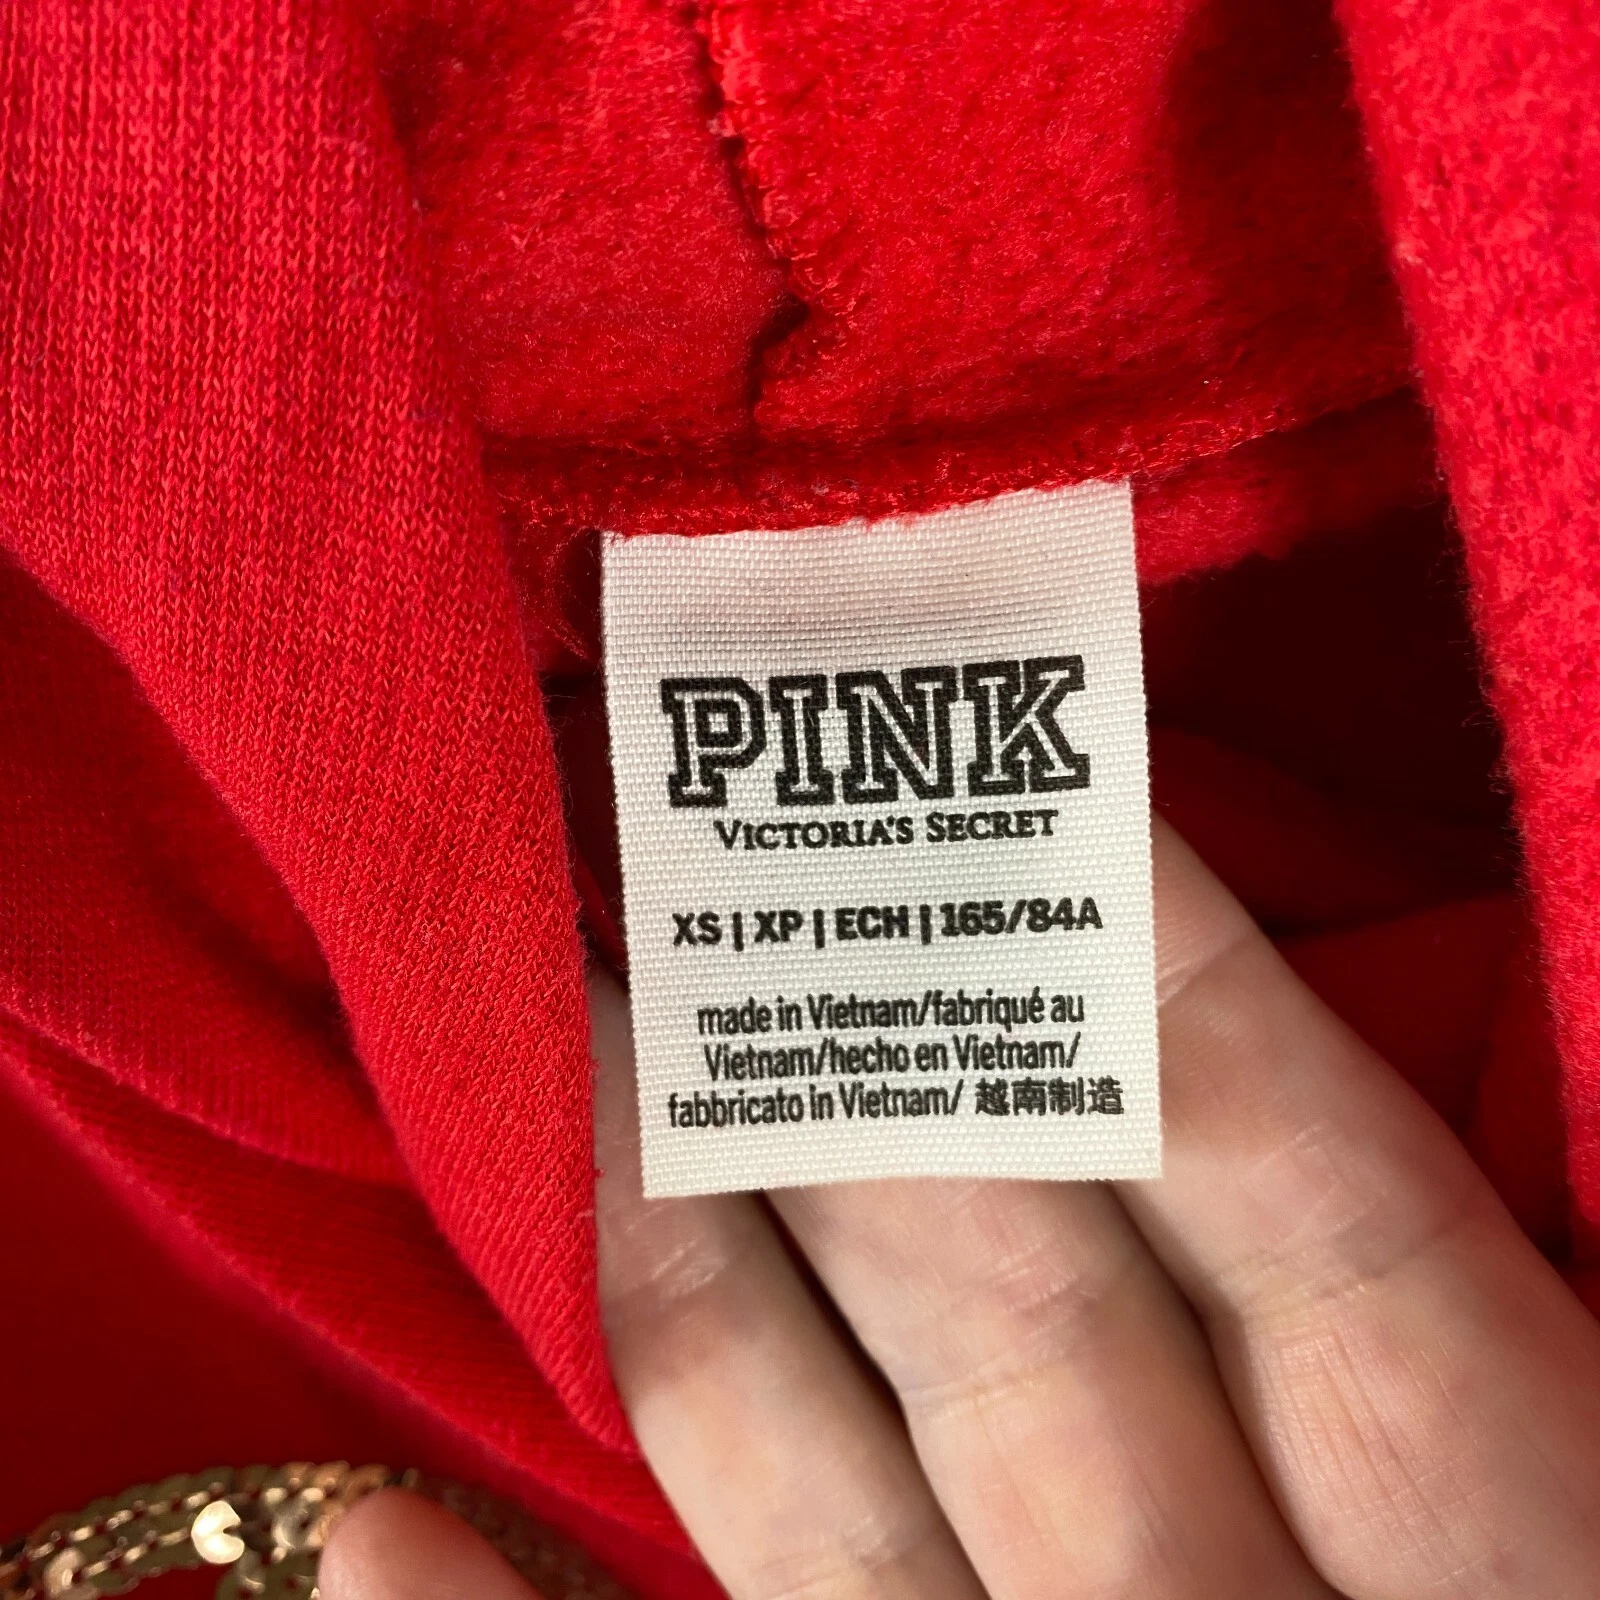 PINK
VICTORIA'S SECRET
XS | XP | ECH | 165/84A
made in Vietnam/fabriqué au
Vietnam/hecho en Vietnam/
fabbricato in Vietnam/ 越南制造